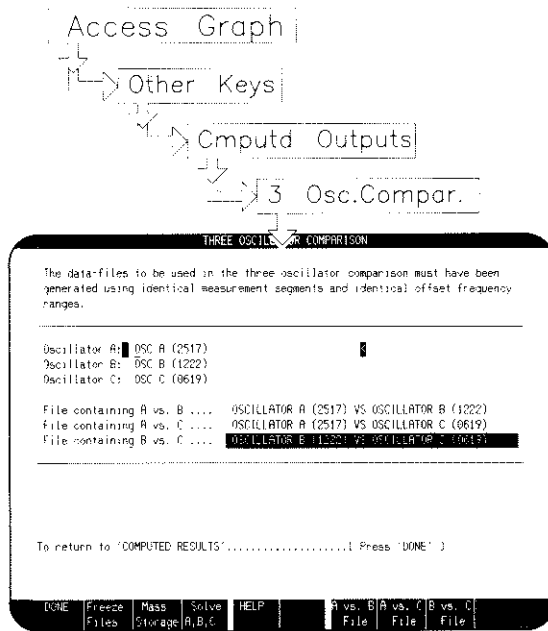 Access Graph
Other Keys
Cmputd Outputs
3 Osc.Compar.
THREE OSCILLATOR COMPARISON
The data-files to be used in the three oscillator comparison must have been
generated using identical measurement segments and identical offset frequency
ranges.
Oscillator A: OSC A (2517)
Oscillator B: OSC B (1222)
Oscillator C: OSC C (0619)
File containing A vs. B .... OSCILLATOR A (2517) VS OSCILLATOR B (1222)
File containing A vs. C .... OSCILLATOR A (2517) VS OSCILLATOR C (0619)
File containing B vs. C .... OSCILLATOR B (1222) VS OSCILLATOR C (0619)
To return to 'COMPUTED RESULTS'.....................( Press 'DONE' )
DONE Freeze Files Mass Storage Solve A,B,C HELP A vs. B File A vs. C File B vs. C File